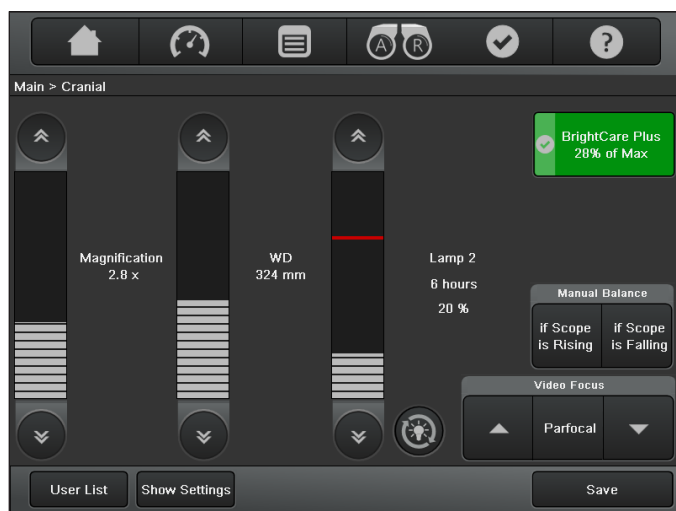 A R ?
Main > Cranial
BrightCare Plus
28% of Max
Magnification
2.8 x
WD
324 mm
Lamp 2
6 hours
20 %
Manual Balance
if Scope
is Rising
if Scope
is Falling
Video Focus
Parfocal
User List
Show Settings
Save